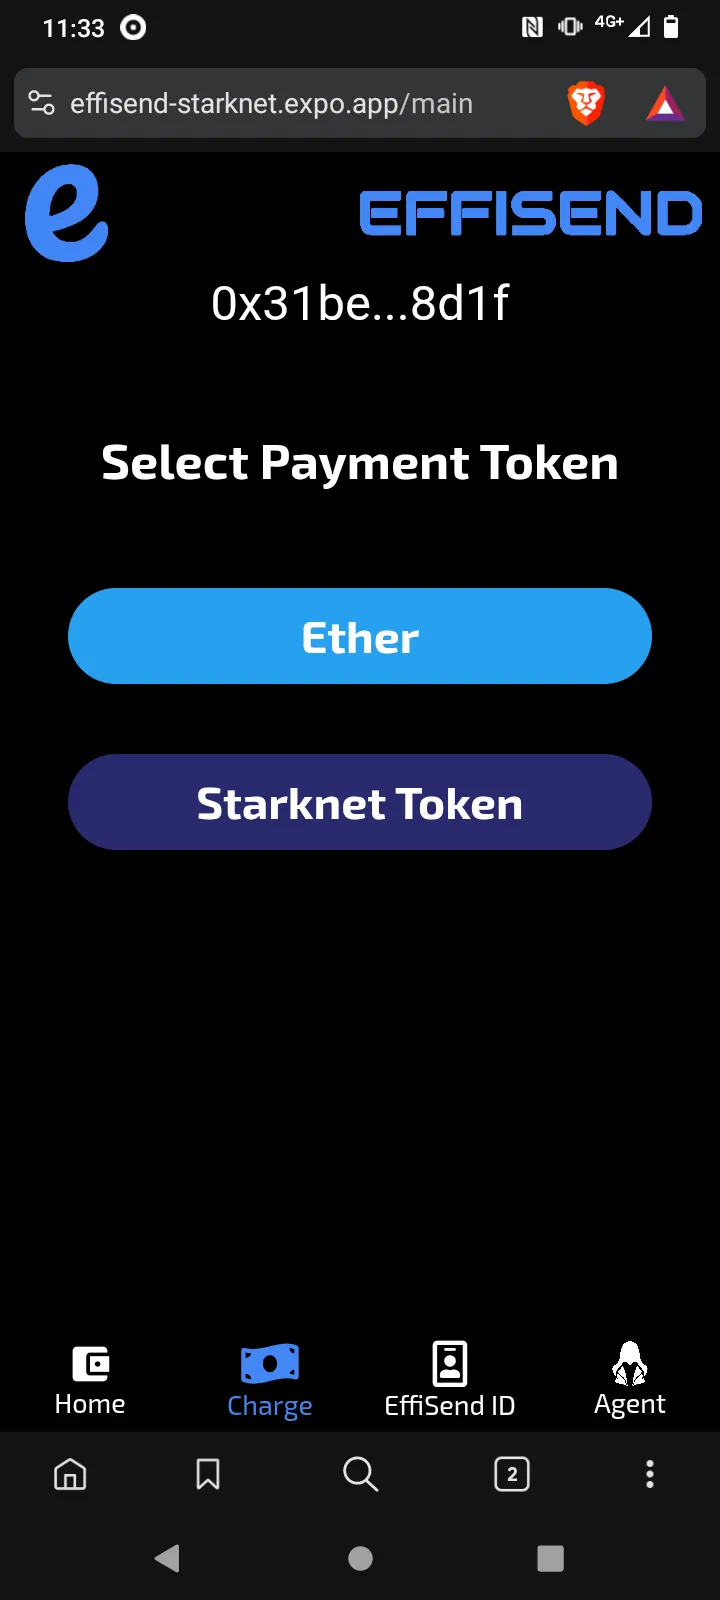 11:33
4G+
effisend-starknet.expo.app/main
e EFFISEND
0x31be...8d1f
Select Payment Token
Ether
Starknet Token
Home Charge EffiSend ID Agent
2